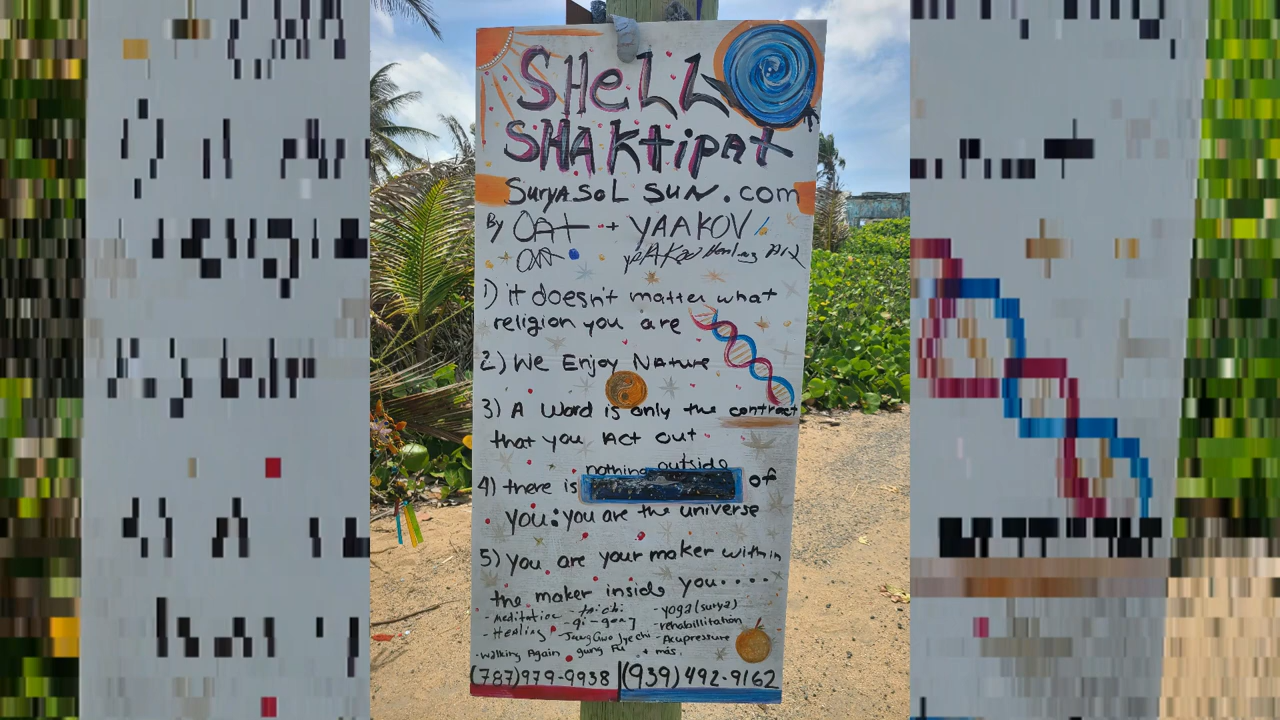 SHeLL
SHAKtipat
SuryASoL SUN.com
By OAT + YAAKOV
1) it doesn't matter what
religion you are
2) We Enjoy Nature
3) A Word is only the contract
that you Act out
nothing outside
4) there is of
you: you are the universe
5) you are your maker within
the maker inside you....
- Meditation - tai chi - yoga (surya)
- Healing - qi-gong - rehabillitation
- Acupressure
- walking Again gung Fu + más.
(787)979-9938 (939)492-9162